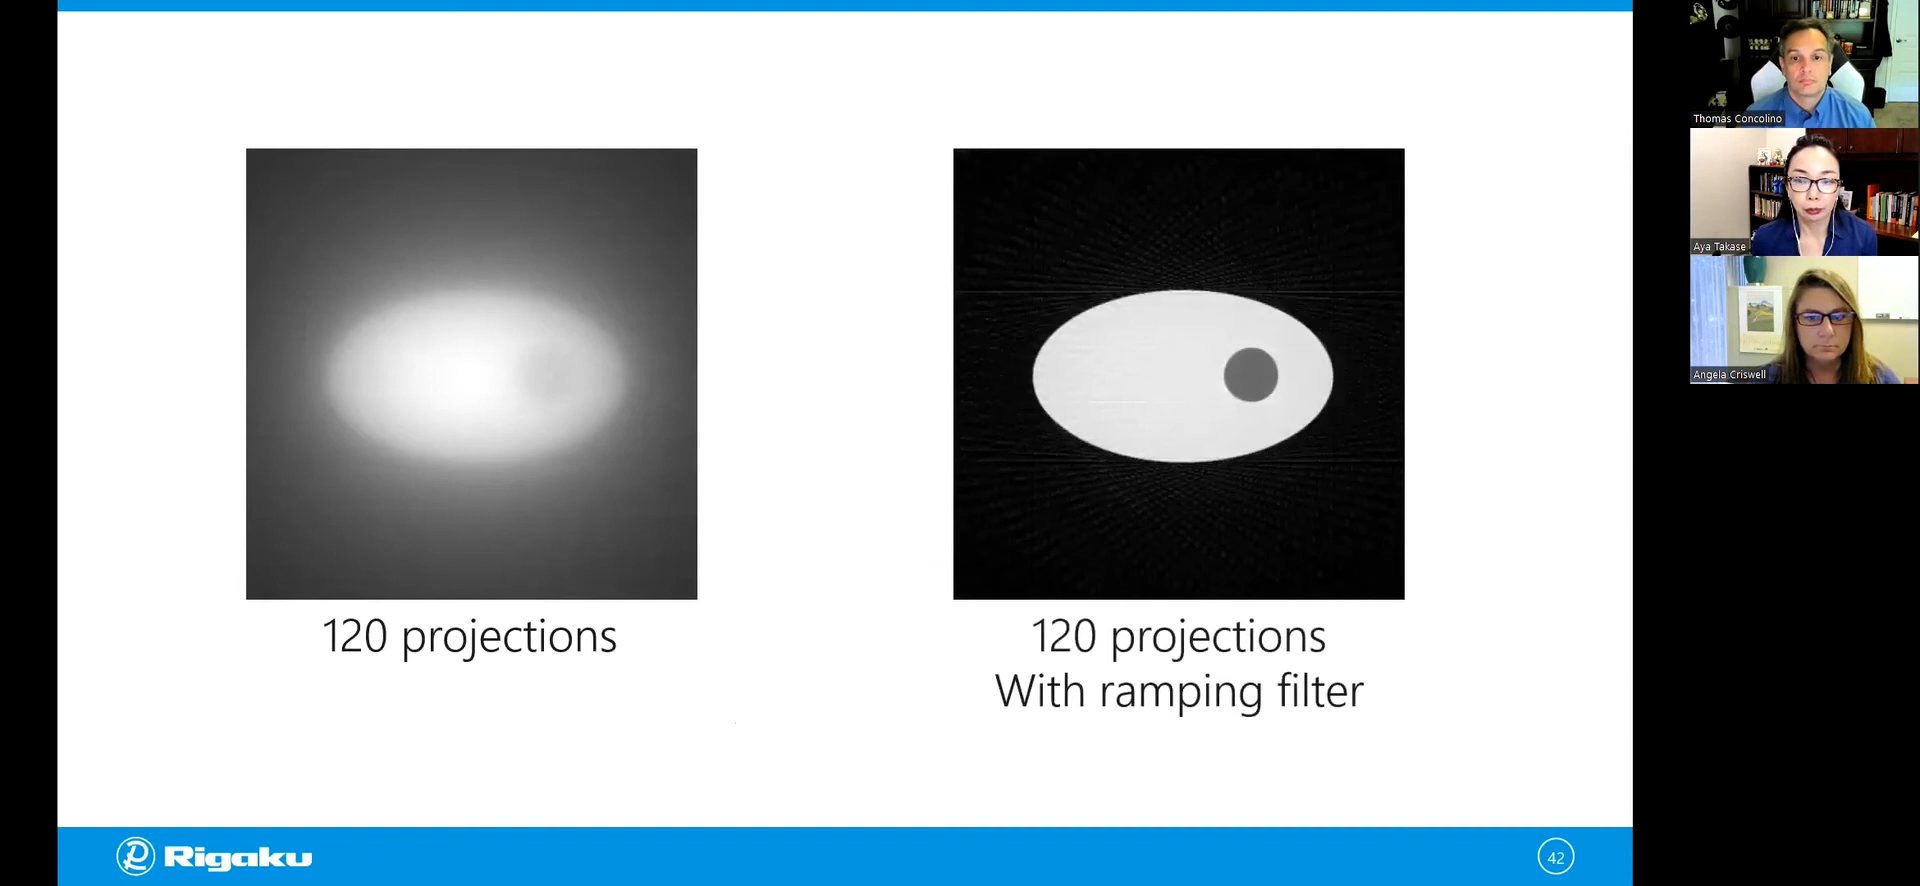 120 projections
120 projections
With ramping filter
Rigaku
42
Thomas Concolino
Aya Takase
Angela Criswell